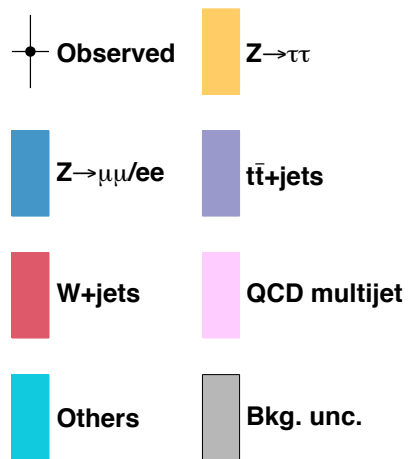 Observed
Z→ττ
Z→μμ/ee
tt̄+jets
W+jets
QCD multijet
Others
Bkg. unc.